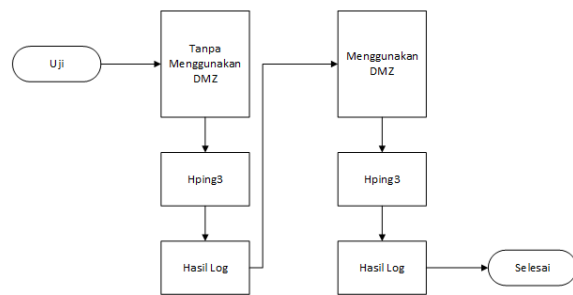 Uji
Tanpa
Menggunakan
DMZ
Hping3
Hasil Log
Menggunakan
DMZ
Hping3
Hasil Log
Selesai